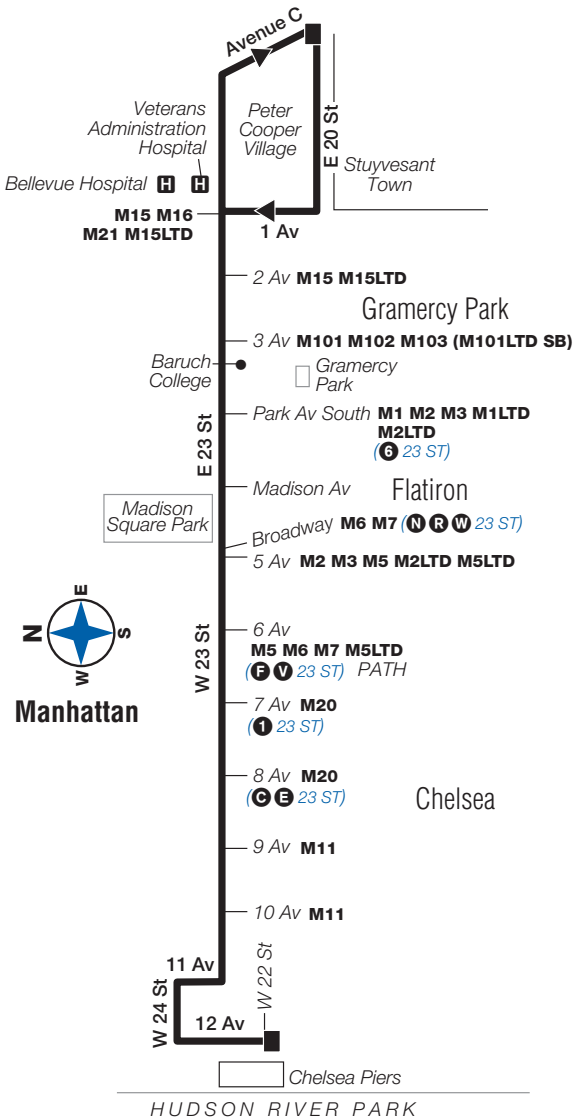 Avenue C
Veterans
Administration
Hospital
Peter
Cooper
Village
E 20 St
Stuyvesant
Town
Bellevue Hospital H H
M15 M16
M21 M15LTD
1 Av
2 Av M15 M15LTD
Gramercy Park
3 Av M101 M102 M103 (M101LTD SB)
Baruch
College
Gramercy
Park
Park Av South M1 M2 M3 M1LTD
M2LTD
(6 23 ST)
E 23 St
Madison Av
Flatiron
Madison
Square Park
Broadway M6 M7 (N R W 23 ST)
5 Av M2 M3 M5 M2LTD M5LTD
E
N
S
W
Manhattan
W 23 St
6 Av
M5 M6 M7 M5LTD
(F V 23 ST) PATH
7 Av M20
(1 23 ST)
8 Av M20
(C E 23 ST)
Chelsea
9 Av M11
10 Av M11
11 Av
W 24 St
W 22 St
12 Av
Chelsea Piers
HUDSON RIVER PARK